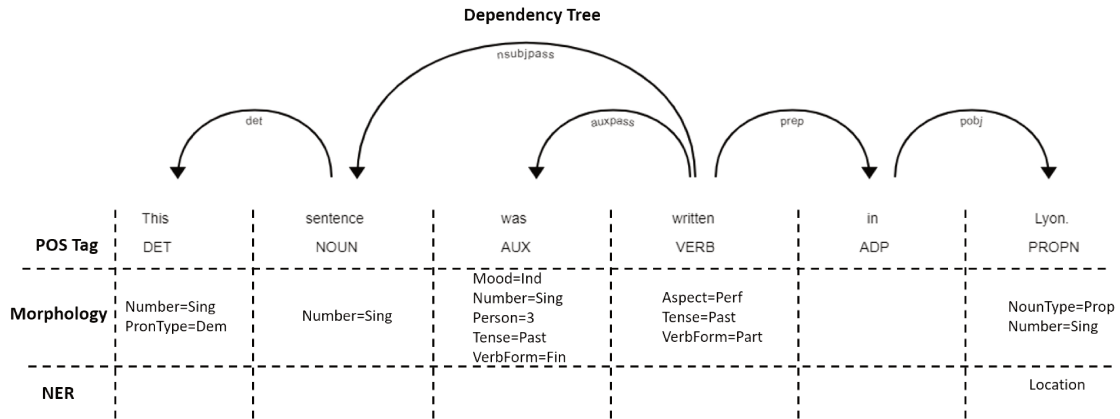 Dependency Tree
nsubjpass
det
auxpass
prep
pobj
This sentence was written in Lyon.
POS Tag DET NOUN AUX VERB ADP PROPN
Mood=Ind
Number=Sing
Person=3
Tense=Past
VerbForm=Fin
Morphology
Number=Sing
PronType=Dem
Number=Sing
Aspect=Perf
Tense=Past
VerbForm=Part
NounType=Prop
Number=Sing
NER Location